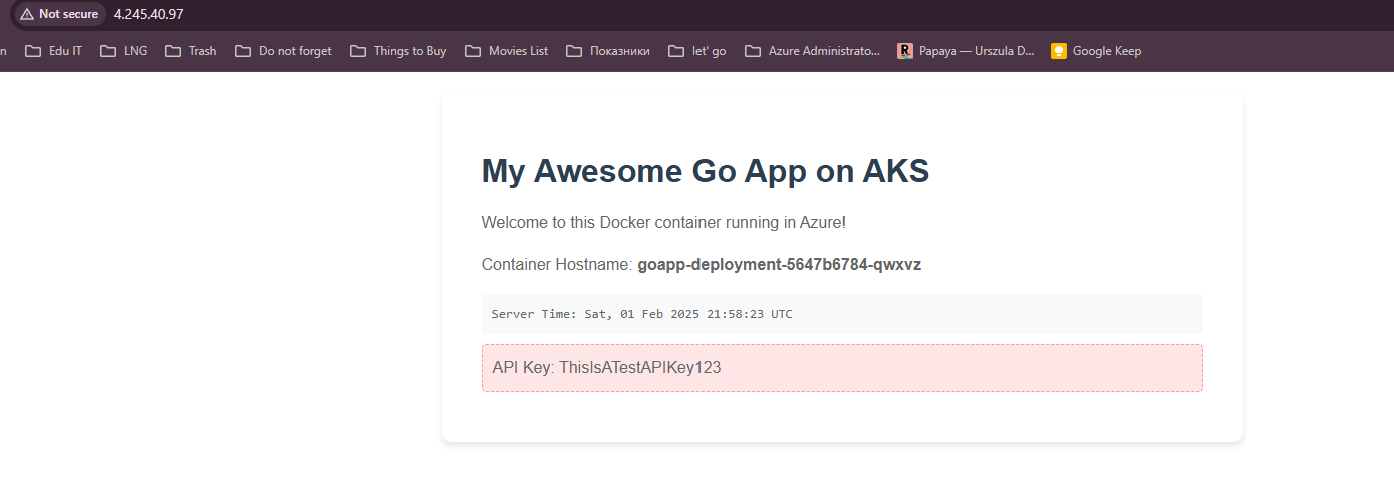 Not secure 4.245.40.97
n Edu IT LNG Trash Do not forget Things to Buy Movies List Показники let' go Azure Administrato... Papaya — Urszula D... Google Keep
My Awesome Go App on AKS
Welcome to this Docker container running in Azure!
Container Hostname: goapp-deployment-5647b6784-qwxvz
Server Time: Sat, 01 Feb 2025 21:58:23 UTC
API Key: ThisIsATestAPIKey123